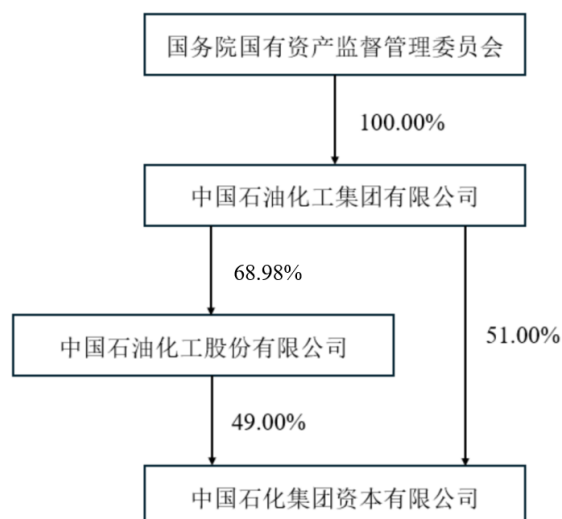 国务院国有资产监督管理委员会
100.00%
中国石油化工集团有限公司
68.98%
51.00%
中国石油化工股份有限公司
49.00%
中国石化集团资本有限公司